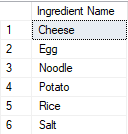 Ingredient Name
1 Cheese
2 Egg
3 Noodle
4 Potato
5 Rice
6 Salt